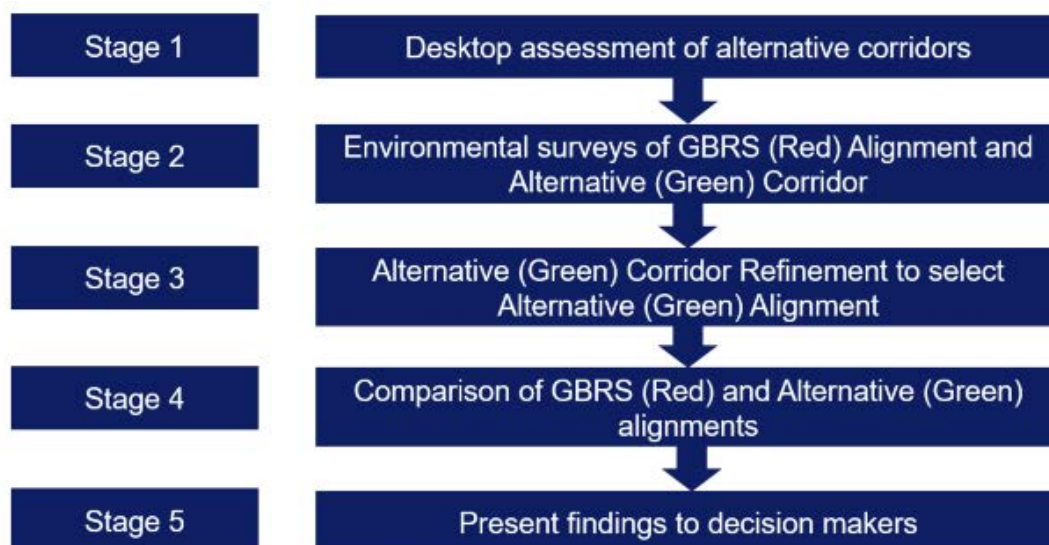 Stage 1
Desktop assessment of alternative corridors
Stage 2
Environmental surveys of GBRS (Red) Alignment and
Alternative (Green) Corridor
Stage 3
Alternative (Green) Corridor Refinement to select
Alternative (Green) Alignment
Stage 4
Comparison of GBRS (Red) and Alternative (Green)
alignments
Stage 5
Present findings to decision makers